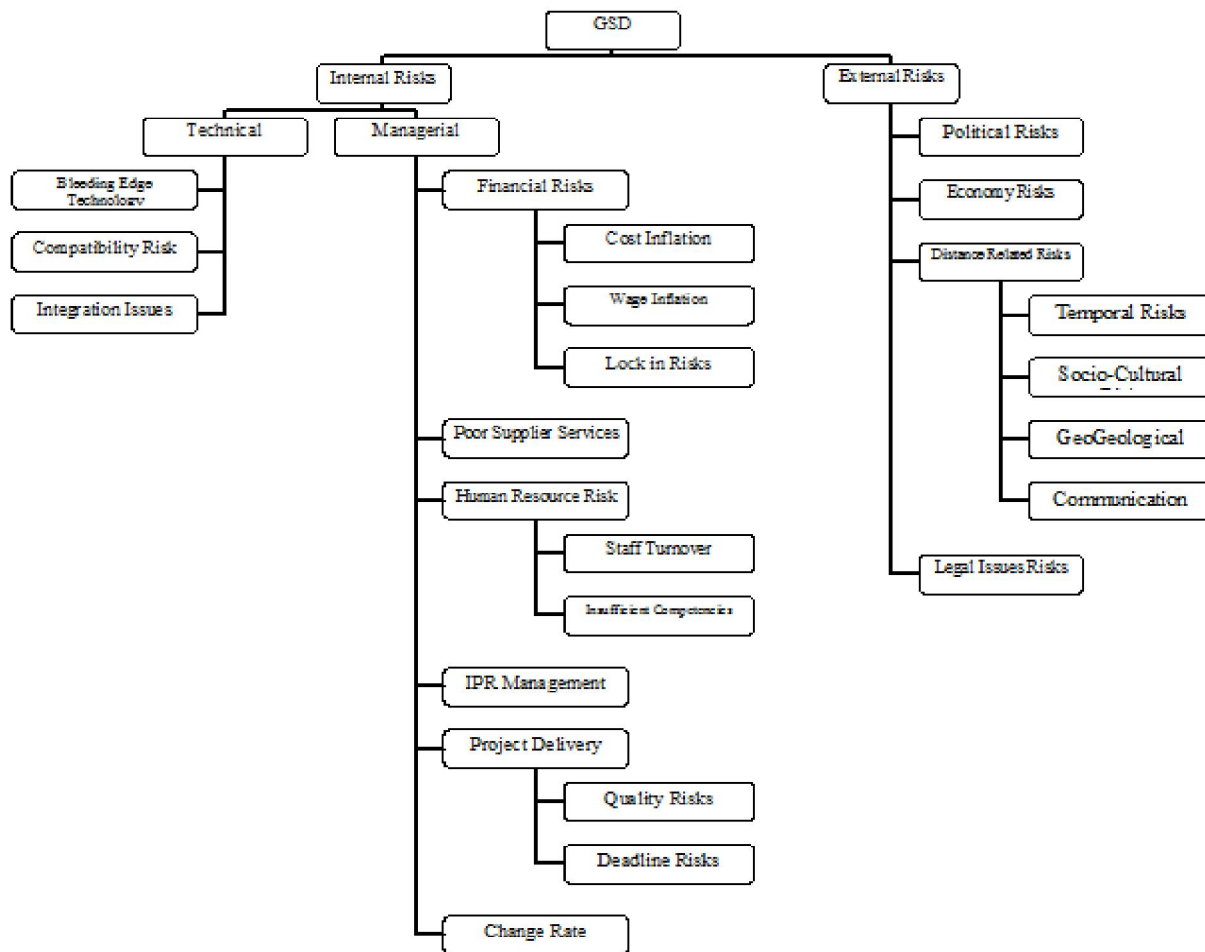 GSD
Internal Risks
External Risks
Technical
Managerial
Bleeding Edge
Technology
Compatibility Risk
Integration Issues
Financial Risks
Cost Inflation
Wage Inflation
Lock in Risks
Poor Supplier Services
Human Resource Risk
Staff Turnover
Insufficient Competencies
IPR Management
Project Delivery
Quality Risks
Deadline Risks
Change Rate
Political Risks
Economy Risks
Distance Related Risks
Temporal Risks
Socio-Cultural
GeoGeological
Communication
Legal Issues Risks